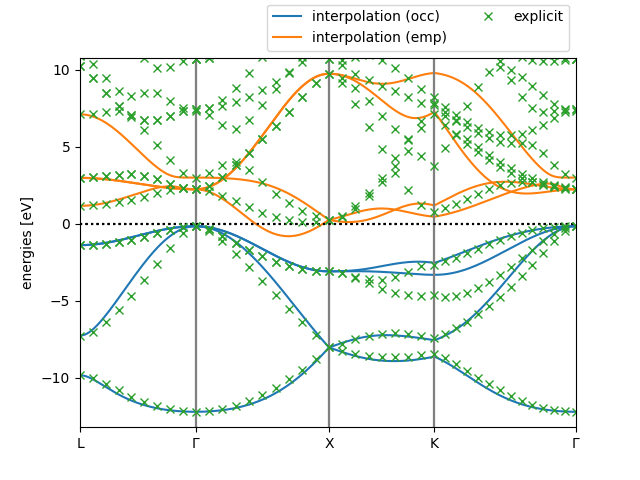 interpolation (occ)
interpolation (emp)
explicit
energies [eV]
10
5
0
−5
−10
L
Γ
X
K
Γ